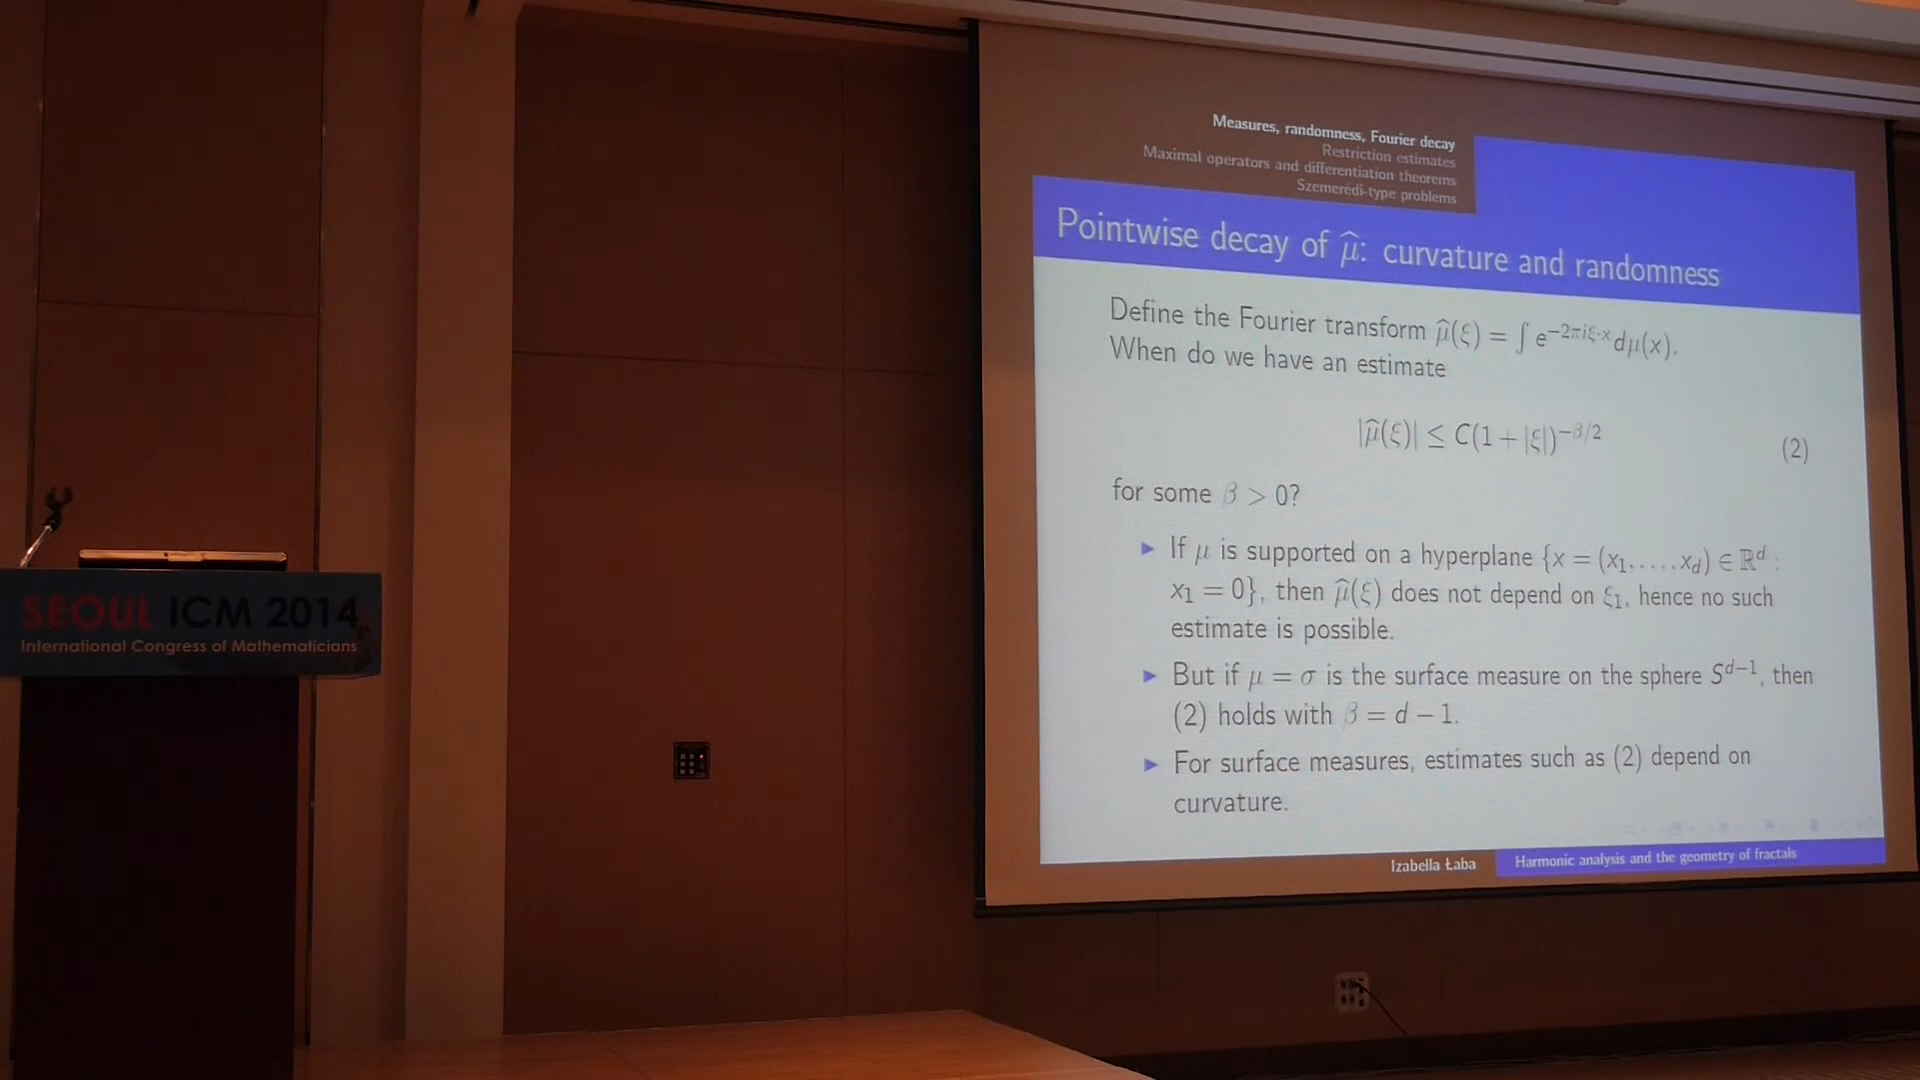 Measures, randomness, Fourier decay
Restriction estimates
Maximal operators and differentiation theorems
Szemerédi-type problems
Pointwise decay of μ̂: curvature and randomness
Define the Fourier transform μ̂(ξ) = ∫ e^{−2πiξ·x} dμ(x).
When do we have an estimate
|μ̂(ξ)| ≤ C(1 + |ξ|)^{−β/2} (2)
for some β > 0?
▶ If μ is supported on a hyperplane {x = (x₁, . . . , x_d) ∈ ℝ^d :
x₁ = 0}, then μ̂(ξ) does not depend on ξ₁, hence no such
estimate is possible.
▶ But if μ = σ is the surface measure on the sphere S^{d−1}, then
(2) holds with β = d − 1.
▶ For surface measures, estimates such as (2) depend on
curvature.
Izabella Łaba Harmonic analysis and the geometry of fractals
SEOUL ICM 2014
International Congress of Mathematicians